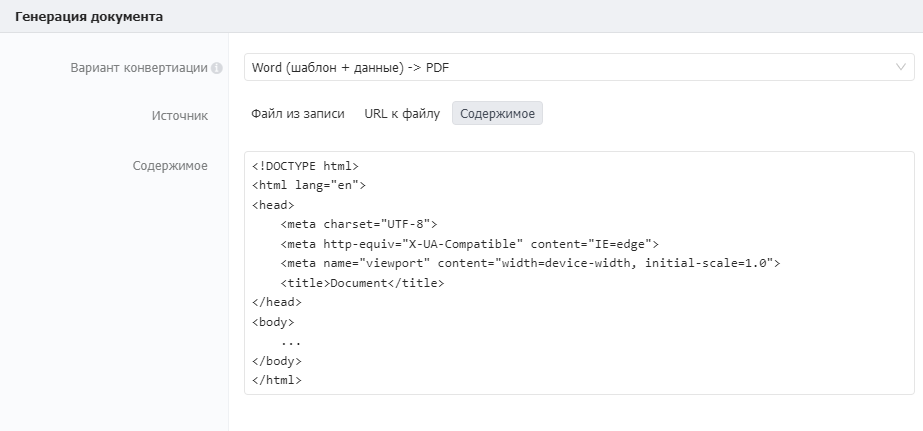 Генерация документа
Вариант конвертиации
Word (шаблон + данные) -> PDF
Источник
Файл из записи URL к файлу Содержимое
Содержимое
<!DOCTYPE html>
<html lang="en">
<head>
    <meta charset="UTF-8">
    <meta http-equiv="X-UA-Compatible" content="IE=edge">
    <meta name="viewport" content="width=device-width, initial-scale=1.0">
    <title>Document</title>
</head>
<body>
    ...
</body>
</html>